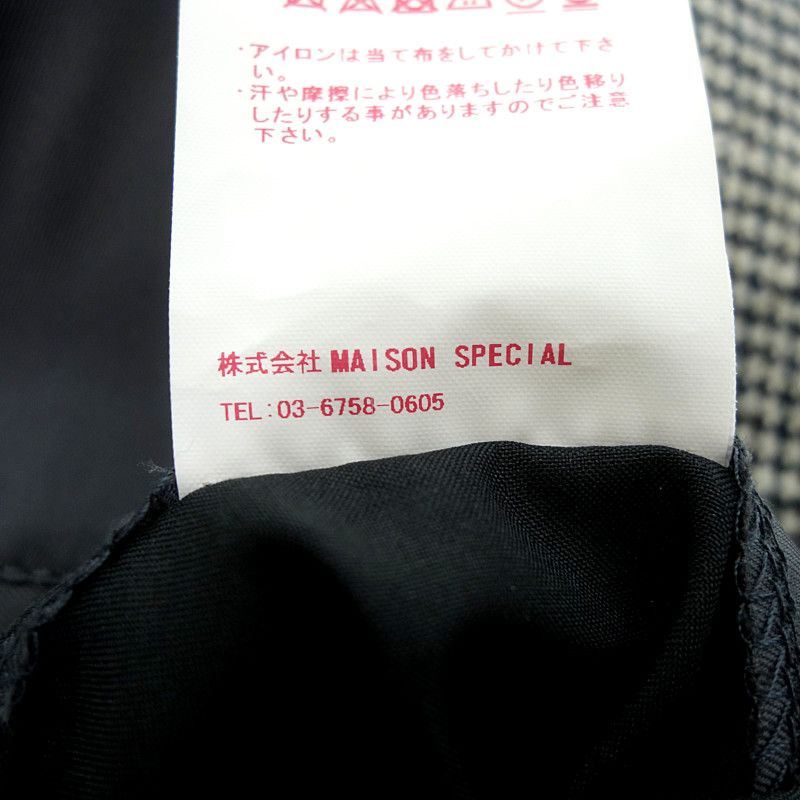 ・アイロンは当て布をしてかけて下さ
い。
・汗や摩擦により色落ちしたり色移り
したりする事がありますのでご注意
下さい。
株式会社 MAISON SPECIAL
TEL:03-6758-0605